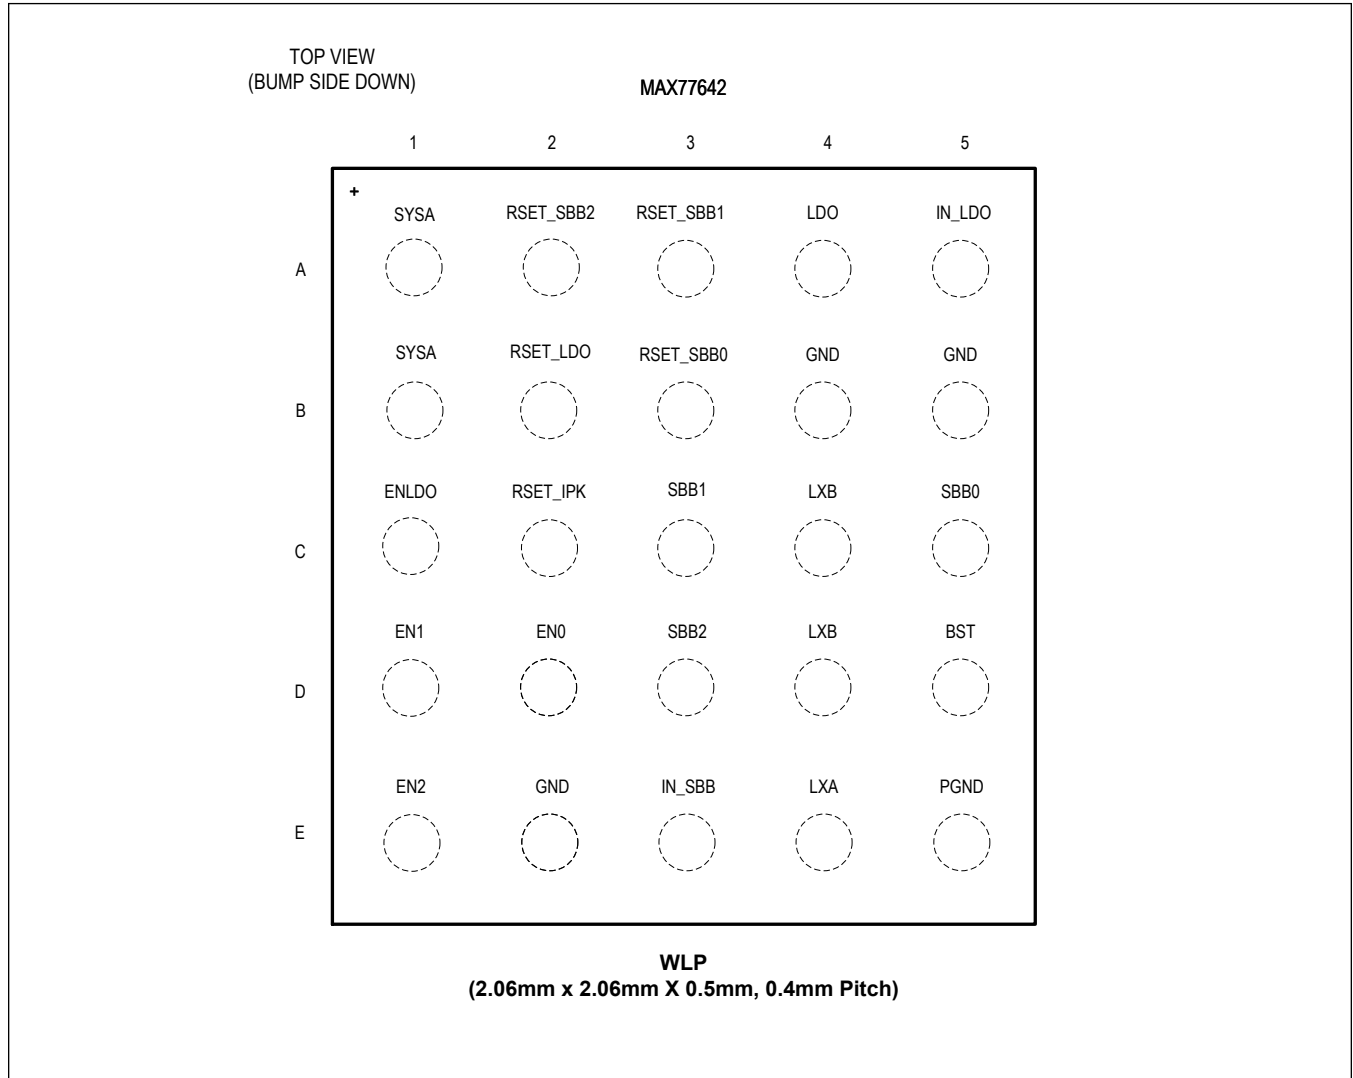 TOP VIEW
(BUMP SIDE DOWN)
MAX77642
1 2 3 4 5
+
SYSA RSET_SBB2 RSET_SBB1 LDO IN_LDO
A
SYSA RSET_LDO RSET_SBB0 GND GND
B
ENLDO RSET_IPK SBB1 LXB SBB0
C
EN1 EN0 SBB2 LXB BST
D
EN2 GND IN_SBB LXA PGND
E
WLP
(2.06mm x 2.06mm X 0.5mm, 0.4mm Pitch)